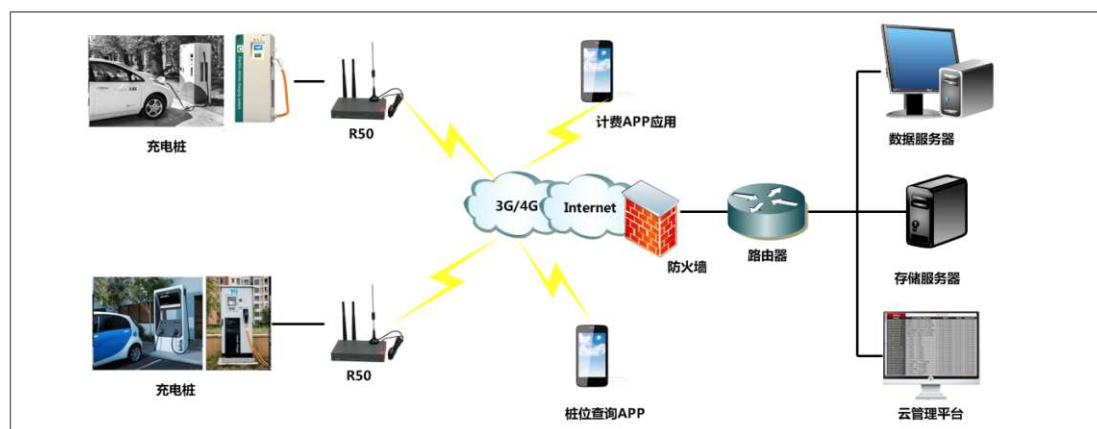 充电桩
R50
计费APP应用
数据服务器
3G/4G
Internet
防火墙
路由器
存储服务器
充电桩
R50
桩位查询APP
云管理平台